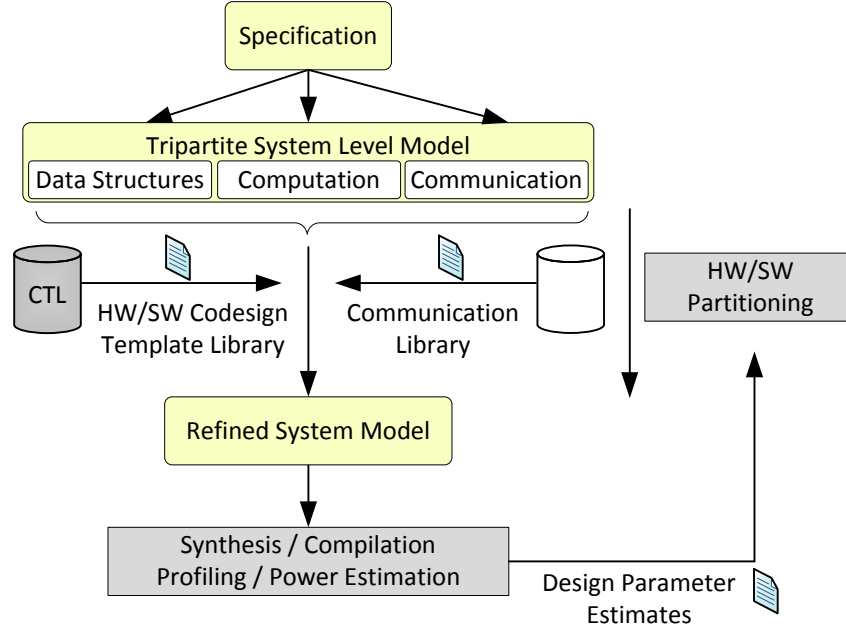 Specification
Tripartite System Level Model
Data Structures
Computation
Communication
CTL
HW/SW Codesign
Template Library
Communication
Library
HW/SW
Partitioning
Refined System Model
Synthesis / Compilation
Profiling / Power Estimation
Design Parameter
Estimates